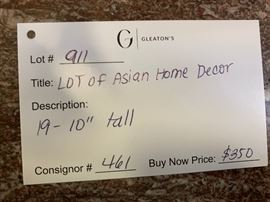 G | GLEATON'S
Lot # 911
Title: LOT of Asian Home Decor
Description:
19-10" tall
Consignor # 461 Buy Now Price: $350